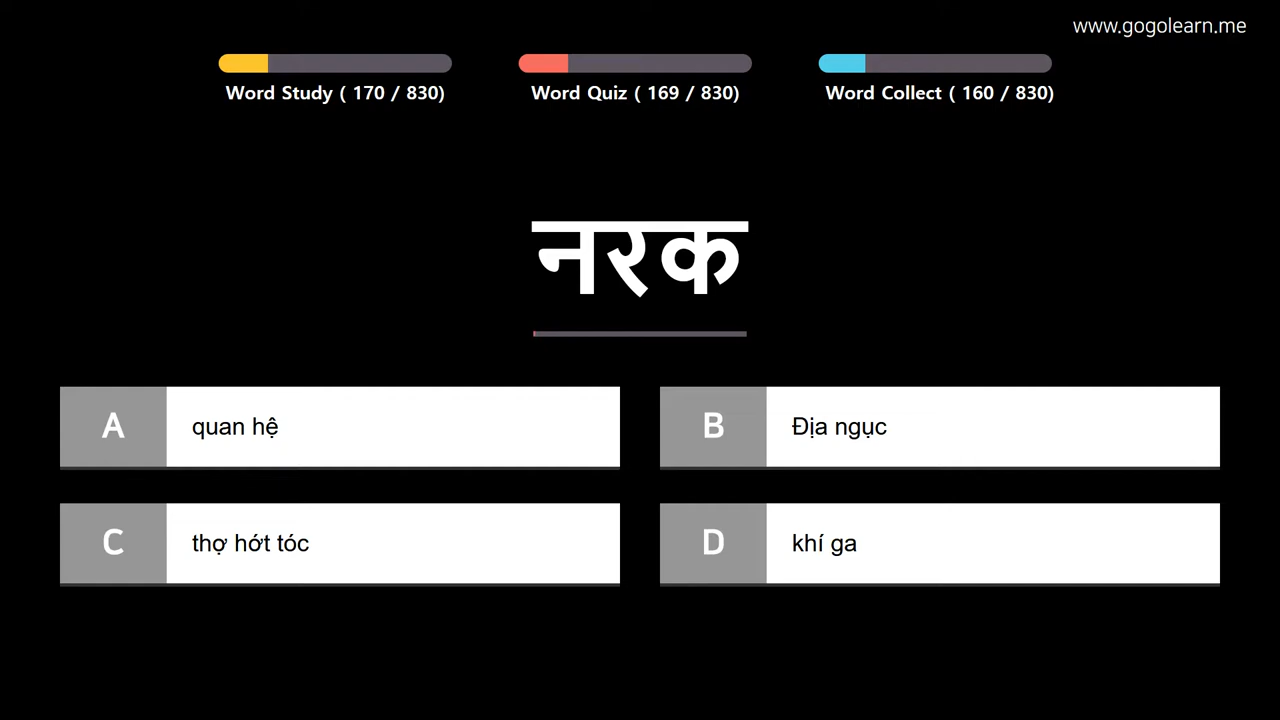 www.gogolearn.me
Word Study ( 170 / 830)
Word Quiz ( 169 / 830)
Word Collect ( 160 / 830)
नरक
A quan hệ
B Địa ngục
C thợ hớt tóc
D khí ga